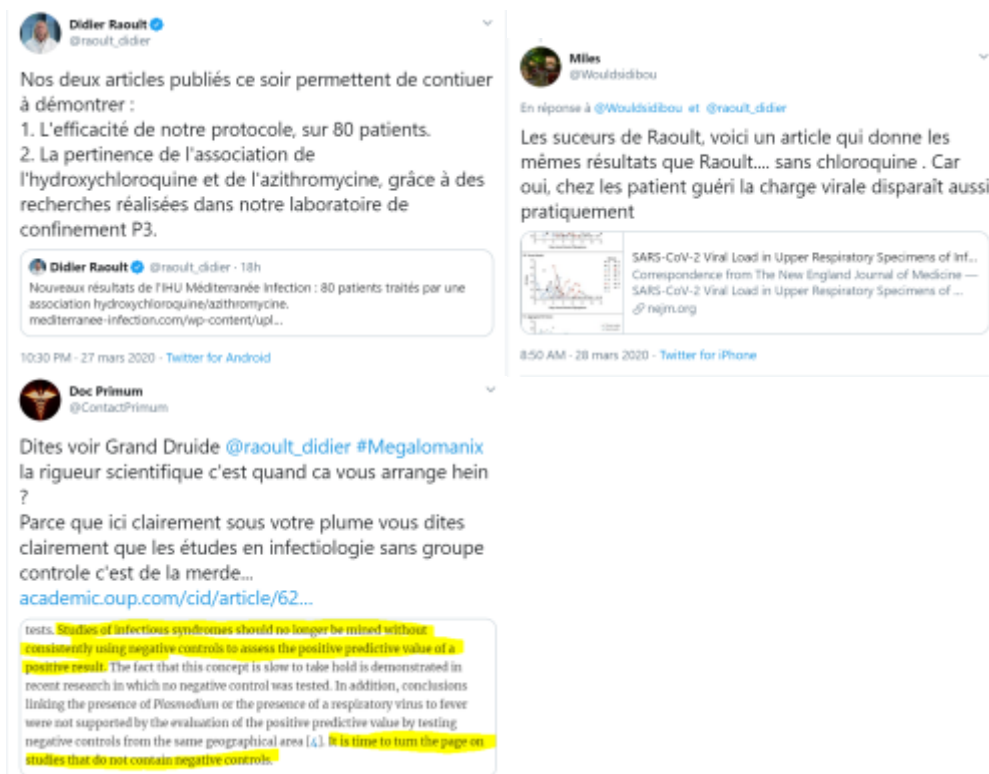 Didier Raoult
@raoult_didier
Nos deux articles publiés ce soir permettent de contiuer
à démontrer :
1. L'efficacité de notre protocole, sur 80 patients.
2. La pertinence de l'association de
l'hydroxychloroquine et de l'azithromycine, grâce à des
recherches réalisées dans notre laboratoire de
confinement P3.
Didier Raoult @raoult_didier · 18h
Nouveaux résultats de l'IHU Méditerranée Infection : 80 patients traités par une
association hydroxychloroquine/azithromycine.
mediterranee-infection.com/wp-content/upl...
10:30 PM · 27 mars 2020 · Twitter for Android
Miles
@Wouldsidibou
En réponse à @Wouldsidibou et @raoult_didier
Les suceurs de Raoult, voici un article qui donne les
mêmes résultats que Raoult.... sans chloroquine . Car
oui, chez les patient guéri la charge virale disparaît aussi
pratiquement
SARS-CoV-2 Viral Load in Upper Respiratory Specimens of Inf...
Correspondence from The New England Journal of Medicine —
SARS-CoV-2 Viral Load in Upper Respiratory Specimens of ...
nejm.org
8:50 AM · 28 mars 2020 · Twitter for iPhone
Doc Primum
@ContactPrimum
Dites voir Grand Druide @raoult_didier #Megalomanix
la rigueur scientifique c'est quand ca vous arrange hein
?
Parce que ici clairement sous votre plume vous dites
clairement que les études en infectiologie sans groupe
controle c'est de la merde...
academic.oup.com/cid/article/62...
tests. Studies of infectious syndromes should no longer be mined without
consistently using negative controls to assess the positive predictive value of a
positive result. The fact that this concept is slow to take hold is demonstrated in
recent research in which no negative control was tested. In addition, conclusions
linking the presence of Plasmodium or the presence of a respiratory virus to fever
were not supported by the evaluation of the positive predictive value by testing
negative controls from the same geographical area [4]. It is time to turn the page on
studies that do not contain negative controls.